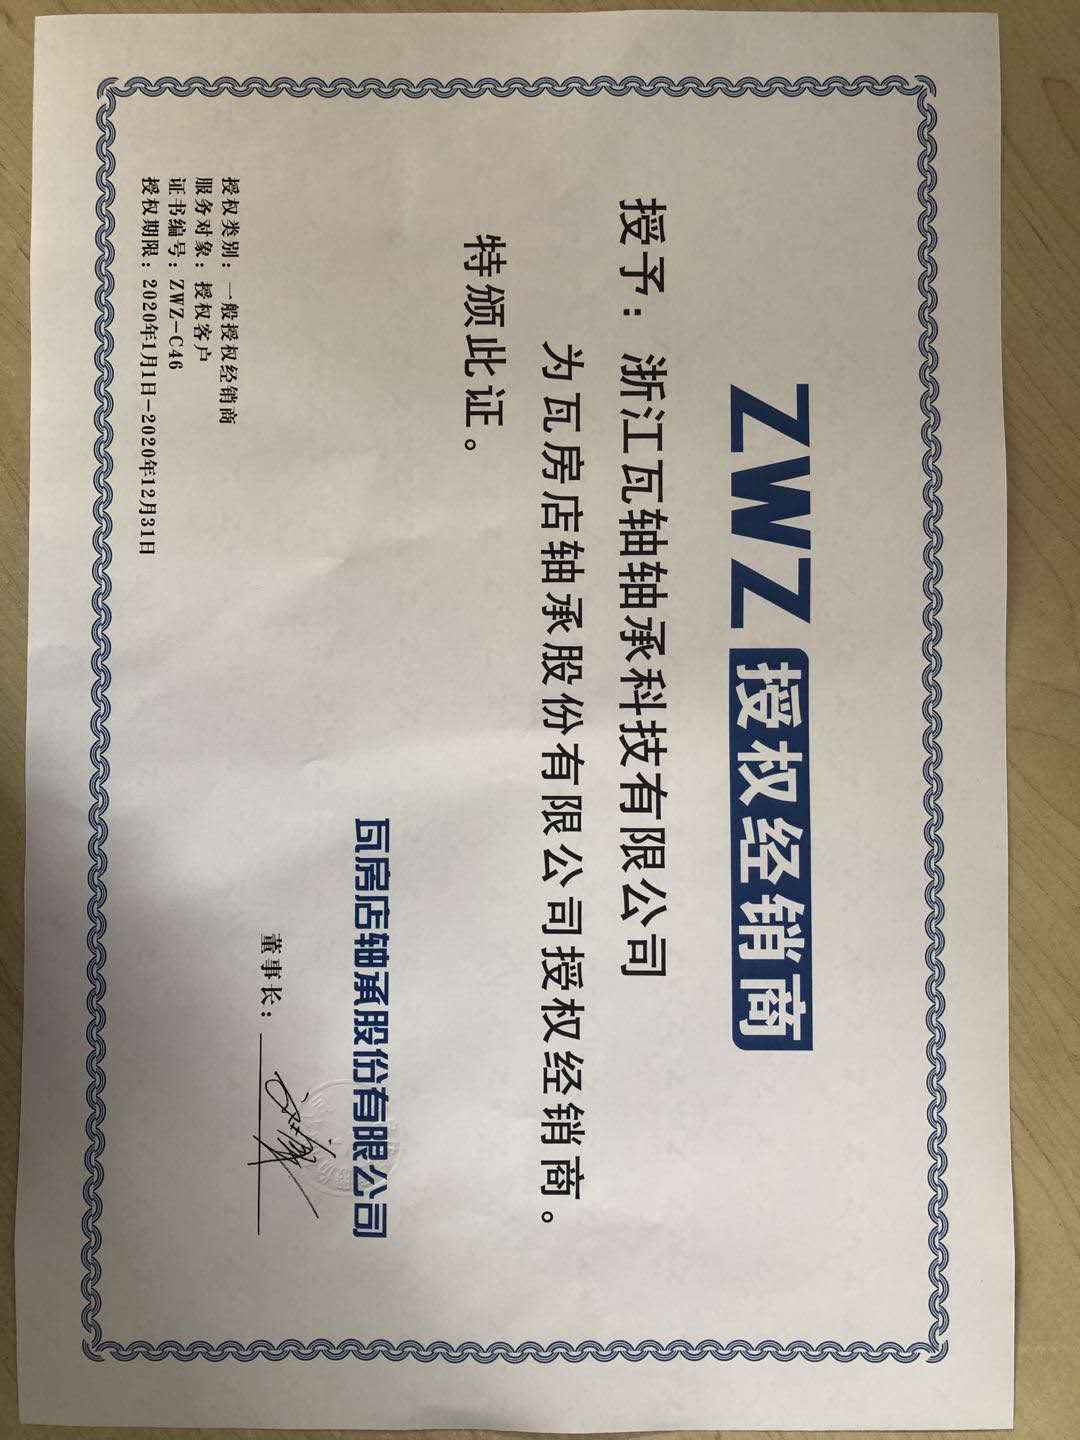 ZWZ 授权经销商
授予：浙江瓦轴轴承科技有限公司
为瓦房店轴承股份有限公司授权经销商。
特颁此证。
瓦房店轴承股份有限公司
董事长：
授权类别：一般授权经销商
服务对象：授权客户
证书编号：ZWZ-C46
授权期限：2020年1月1日-2020年12月31日